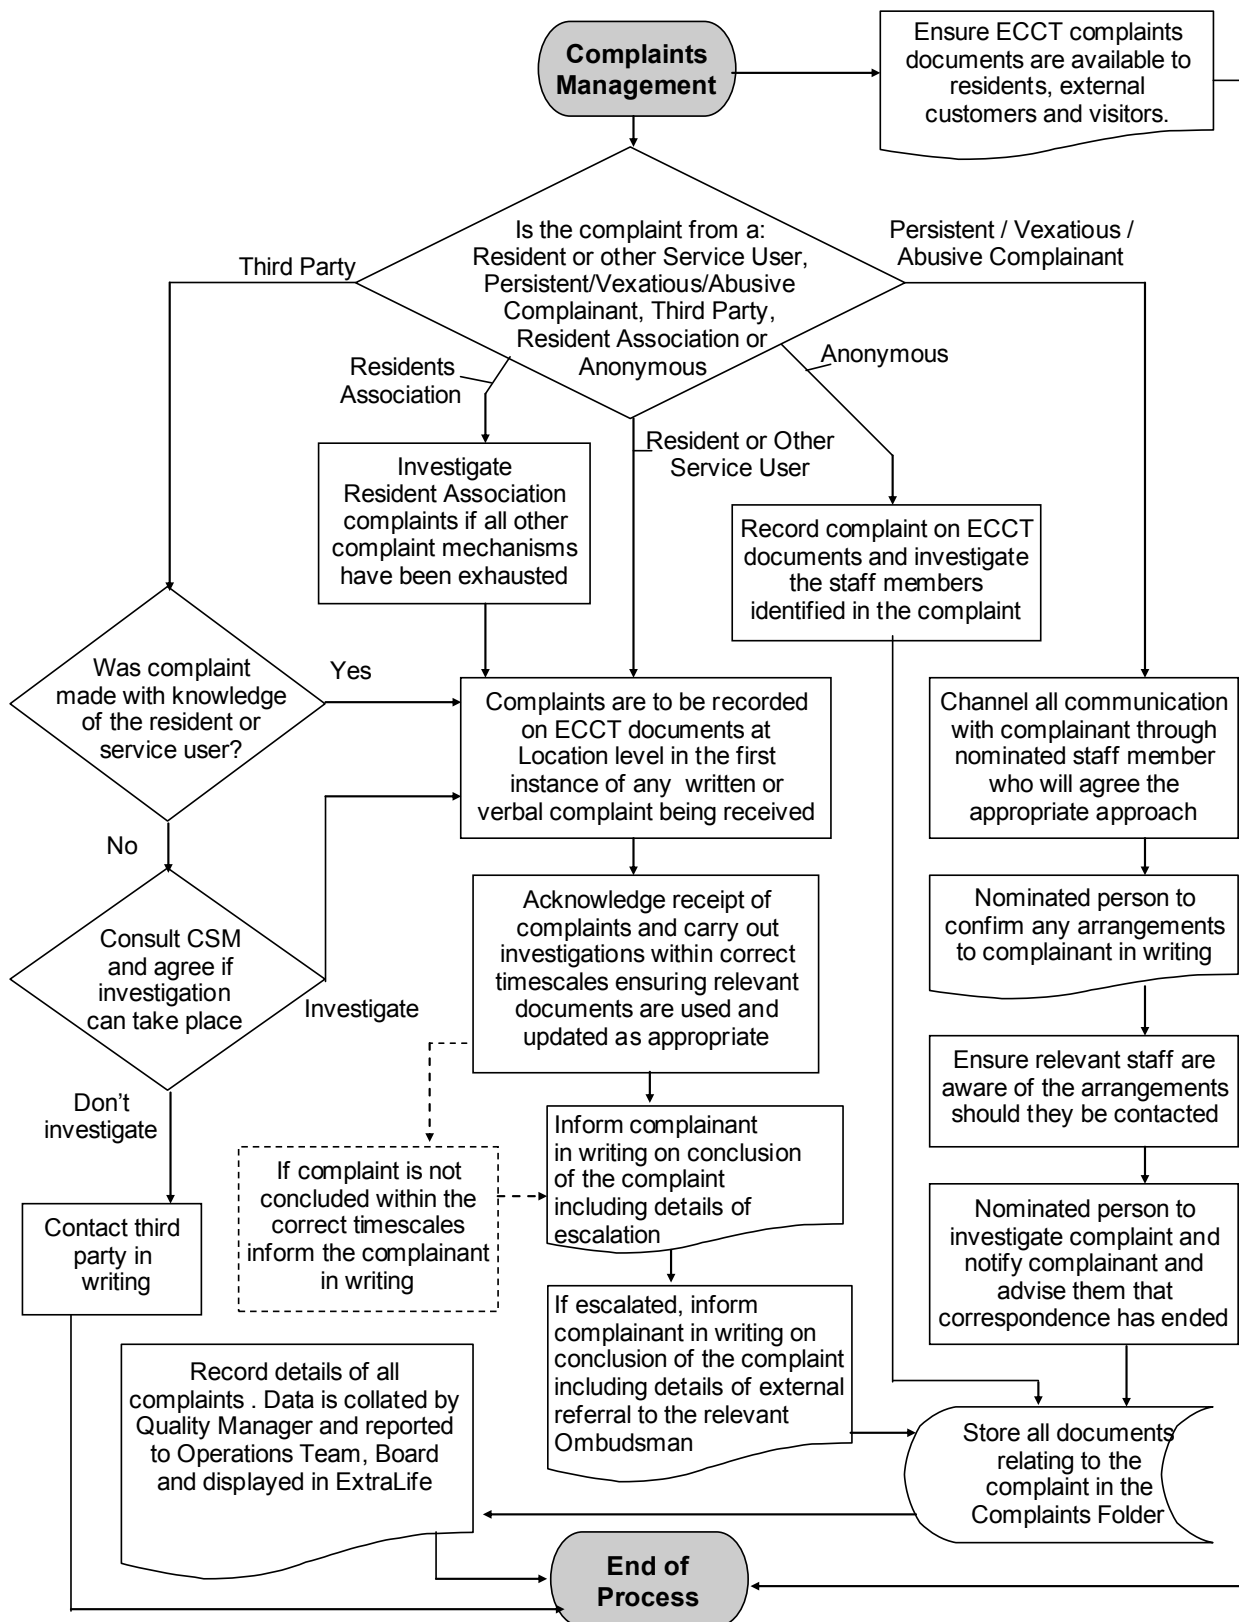 Complaints
Management
Ensure ECCT complaints
documents are available to
residents, external
customers and visitors.
Is the complaint from a:
Resident or other Service User,
Persistent/Vexatious/Abusive
Complainant, Third Party,
Resident Association or
Anonymous
Persistent / Vexatious /
Abusive Complainant
Third Party
Residents
Association
Anonymous
Resident or Other
Service User
Investigate
Resident Association
complaints if all other
complaint mechanisms
have been exhausted
Record complaint on ECCT
documents and investigate
the staff members
identified in the complaint
Was complaint
made with knowledge
of the resident or
service user?
Yes
No
Complaints are to be recorded
on ECCT documents at
Location level in the first
instance of any written or
verbal complaint being received
Channel all communication
with complainant through
nominated staff member
who will agree the
appropriate approach
Consult CSM
and agree if
investigation
can take place
Investigate
Don't
investigate
Acknowledge receipt of
complaints and carry out
investigations within correct
timescales ensuring relevant
documents are used and
updated as appropriate
Nominated person to
confirm any arrangements
to complainant in writing
Ensure relevant staff are
aware of the arrangements
should they be contacted
If complaint is not
concluded within the
correct timescales
inform the complainant
in writing
Inform complainant
in writing on conclusion
of the complaint
including details of
escalation
Contact third
party in
writing
Nominated person to
investigate complaint and
notify complainant and
advise them that
correspondence has ended
If escalated, inform
complainant in writing on
conclusion of the complaint
including details of external
referral to the relevant
Ombudsman
Record details of all
complaints . Data is collated by
Quality Manager and reported
to Operations Team, Board
and displayed in ExtraLife
Store all documents
relating to the
complaint in the
Complaints Folder
End of
Process